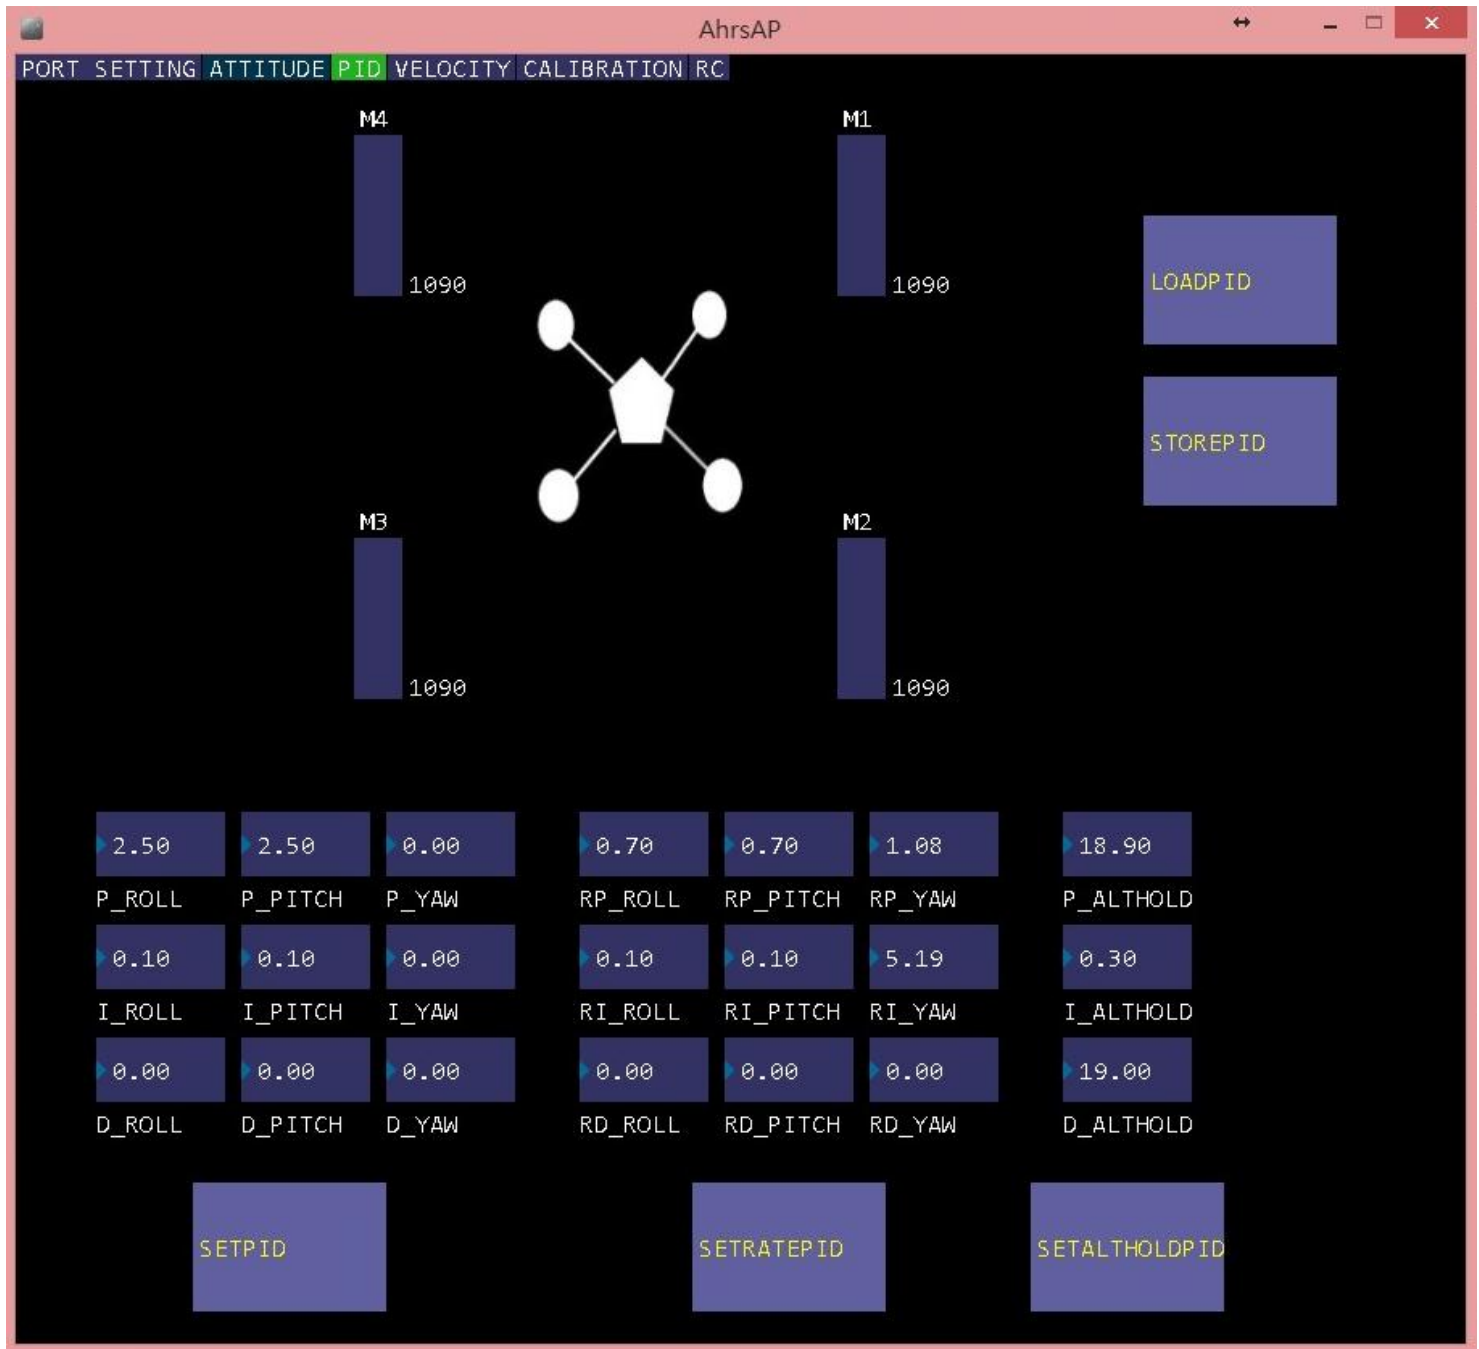 AhrsAP
PORT SETTING ATTITUDE PID VELOCITY CALIBRATION RC
M4 M1
1090 1090
LOADPID
STOREPID
M3 M2
1090 1090
2.50 2.50 0.00 0.70 0.70 1.08 18.90
P_ROLL P_PITCH P_YAW RP_ROLL RP_PITCH RP_YAW P_ALTHOLD
0.10 0.10 0.00 0.10 0.10 5.19 0.30
I_ROLL I_PITCH I_YAW RI_ROLL RI_PITCH RI_YAW I_ALTHOLD
0.00 0.00 0.00 0.00 0.00 0.00 19.00
D_ROLL D_PITCH D_YAW RD_ROLL RD_PITCH RD_YAW D_ALTHOLD
SETPID SETRATEPID SETALTHOLDPID